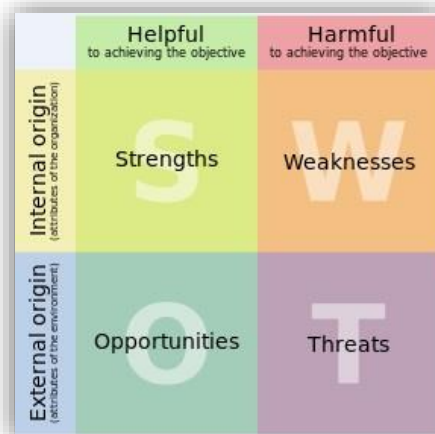 Helpful
to achieving the objective
Harmful
to achieving the objective
Internal origin
(attributes of the organization)
S
Strengths
W
Weaknesses
External origin
(attributes of the environment)
O
Opportunities
T
Threats